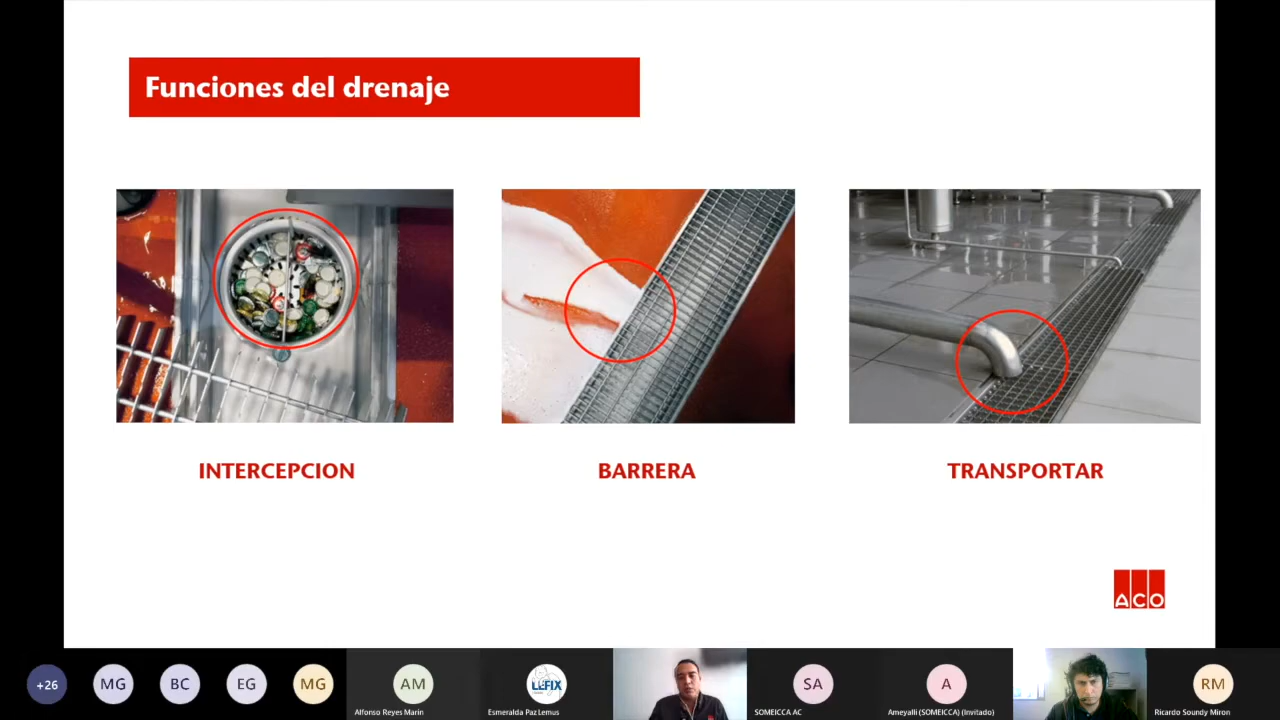 Funciones del drenaje
INTERCEPCION
BARRERA
TRANSPORTAR
ACO
+26
MG
BC
EG
MG
AM
LEFIX
SA
A
RM
Alfonso Reyes Marin
Esmeralda Paz Lemus
SOMEICCA AC
Ameyalli (SOMEICCA) (Invitado)
Ricardo Soundy Miron